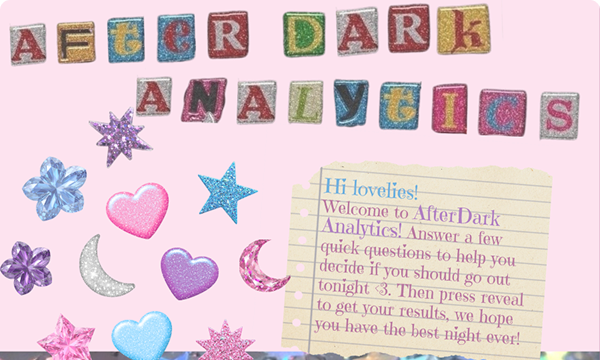 AFteR DARk
ANALytICS
Hi lovelies!
Welcome to AfterDark
Analytics! Answer a few
quick questions to help you
decide if you should go out
tonight <3. Then press reveal
to get your results, we hope
you have the best night ever!